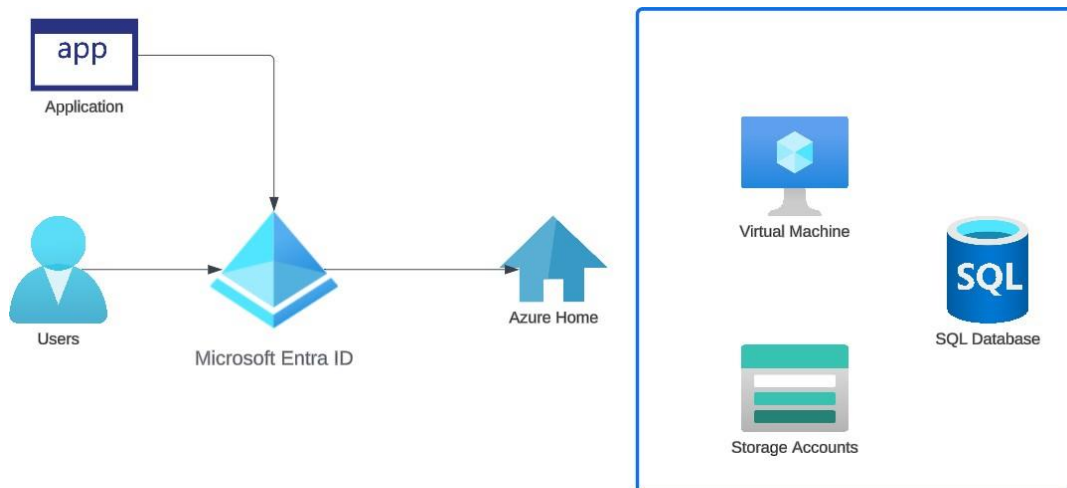 app
Application
Users
Microsoft Entra ID
Azure Home
Virtual Machine
SQL
SQL Database
Storage Accounts